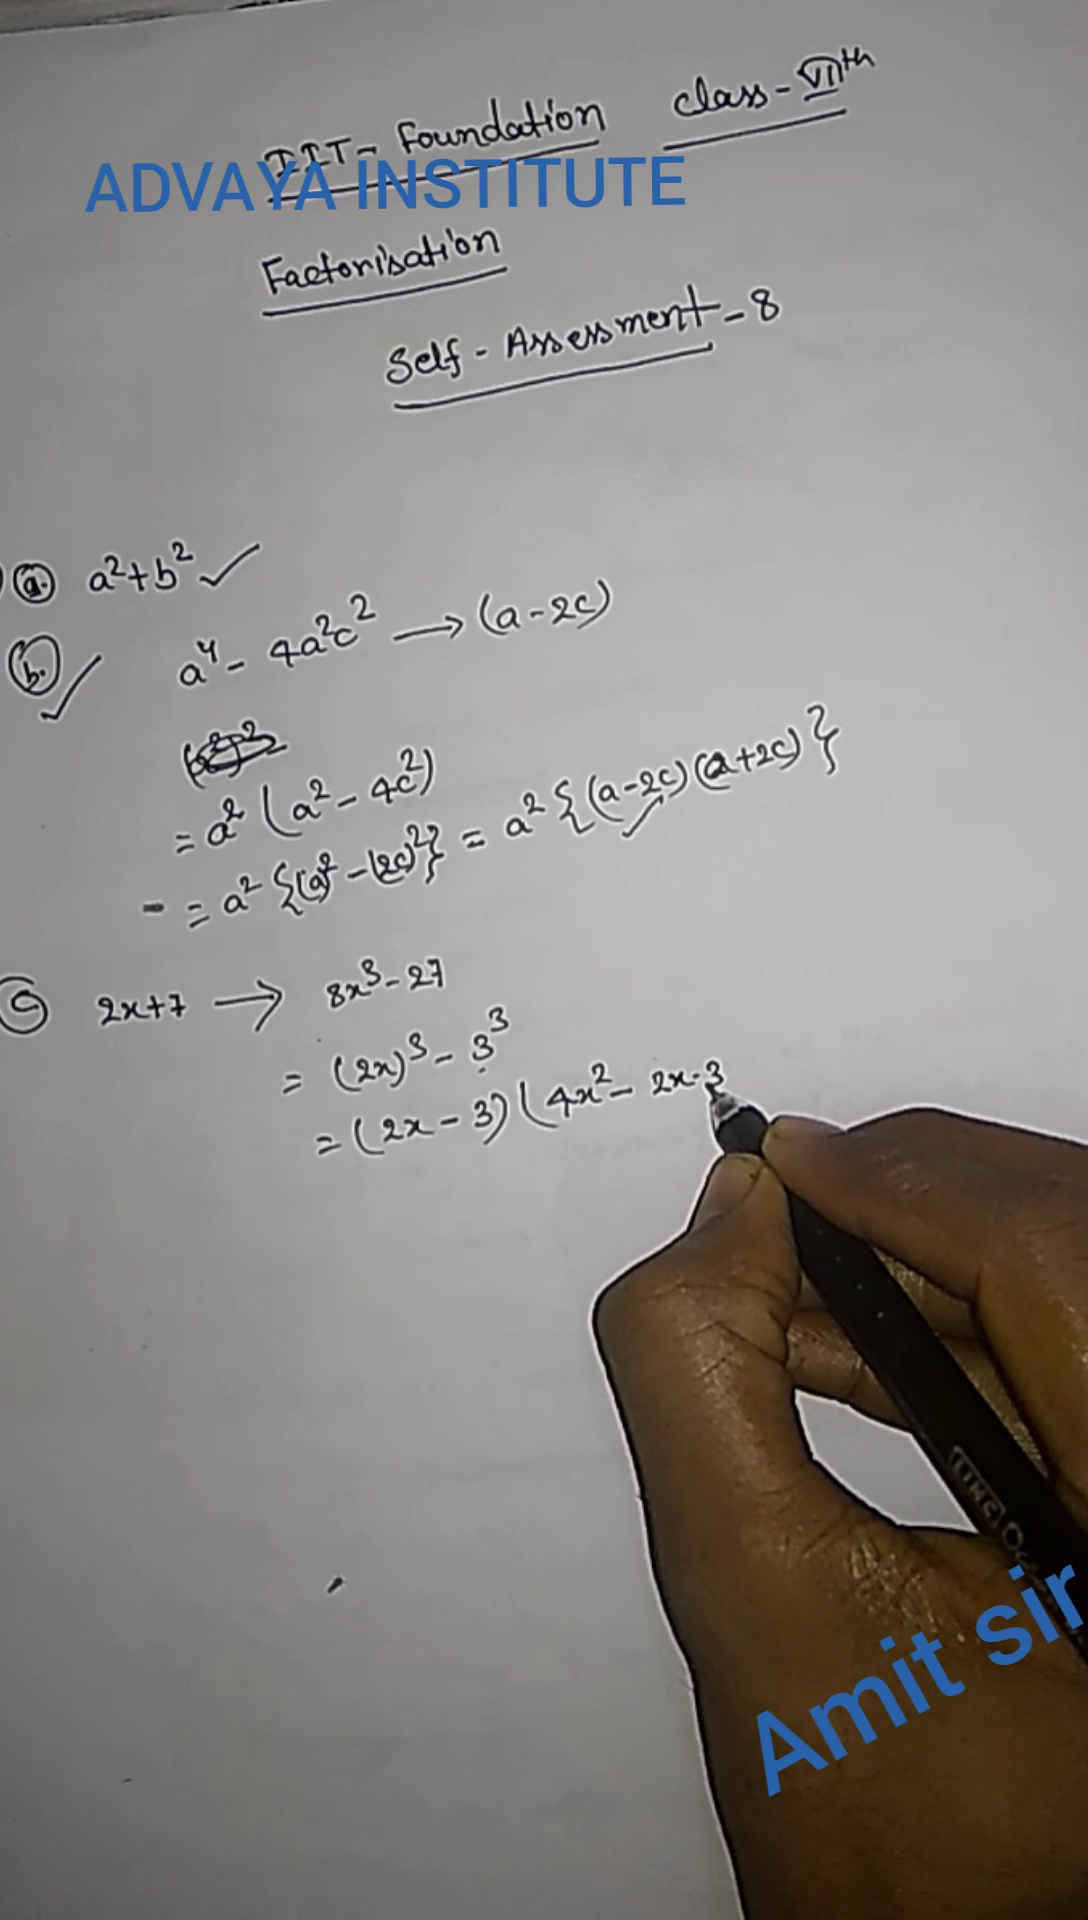 IIT- Foundation class-VIIth
ADVAYA INSTITUTE
Factorisation
Self-Assessment-8
(a.) a²+b² ✓
(b.) ✓ a⁴- 4a²c² → (a-2c)
= a² (a² - 4c²)
- = a² {(a)² - (2c)²} = a² {(a-2c)(a+2c)}
(c) 2x+7 → 8x³-27
= (2x)³ - 3³
= (2x-3)(4x² - 2x·3
LINC
Amit sir